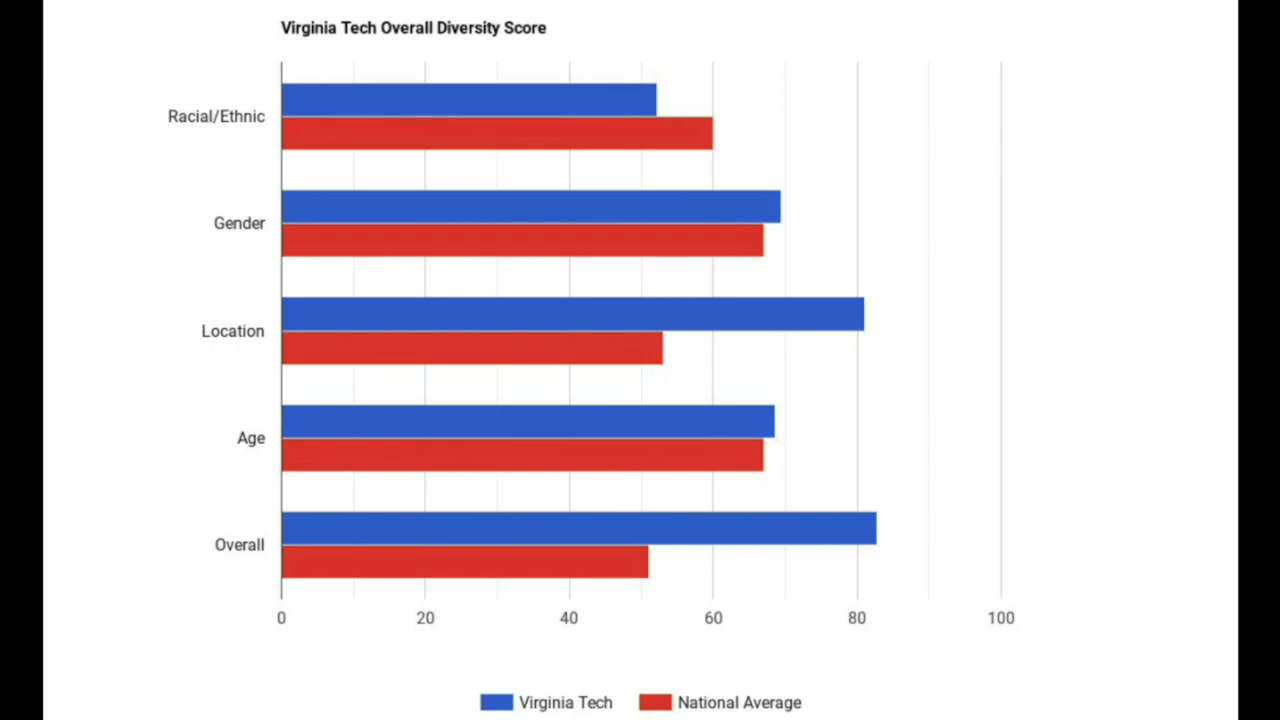 Virginia Tech Overall Diversity Score
Racial/Ethnic
Gender
Location
Age
Overall
0 20 40 60 80 100
Virginia Tech National Average